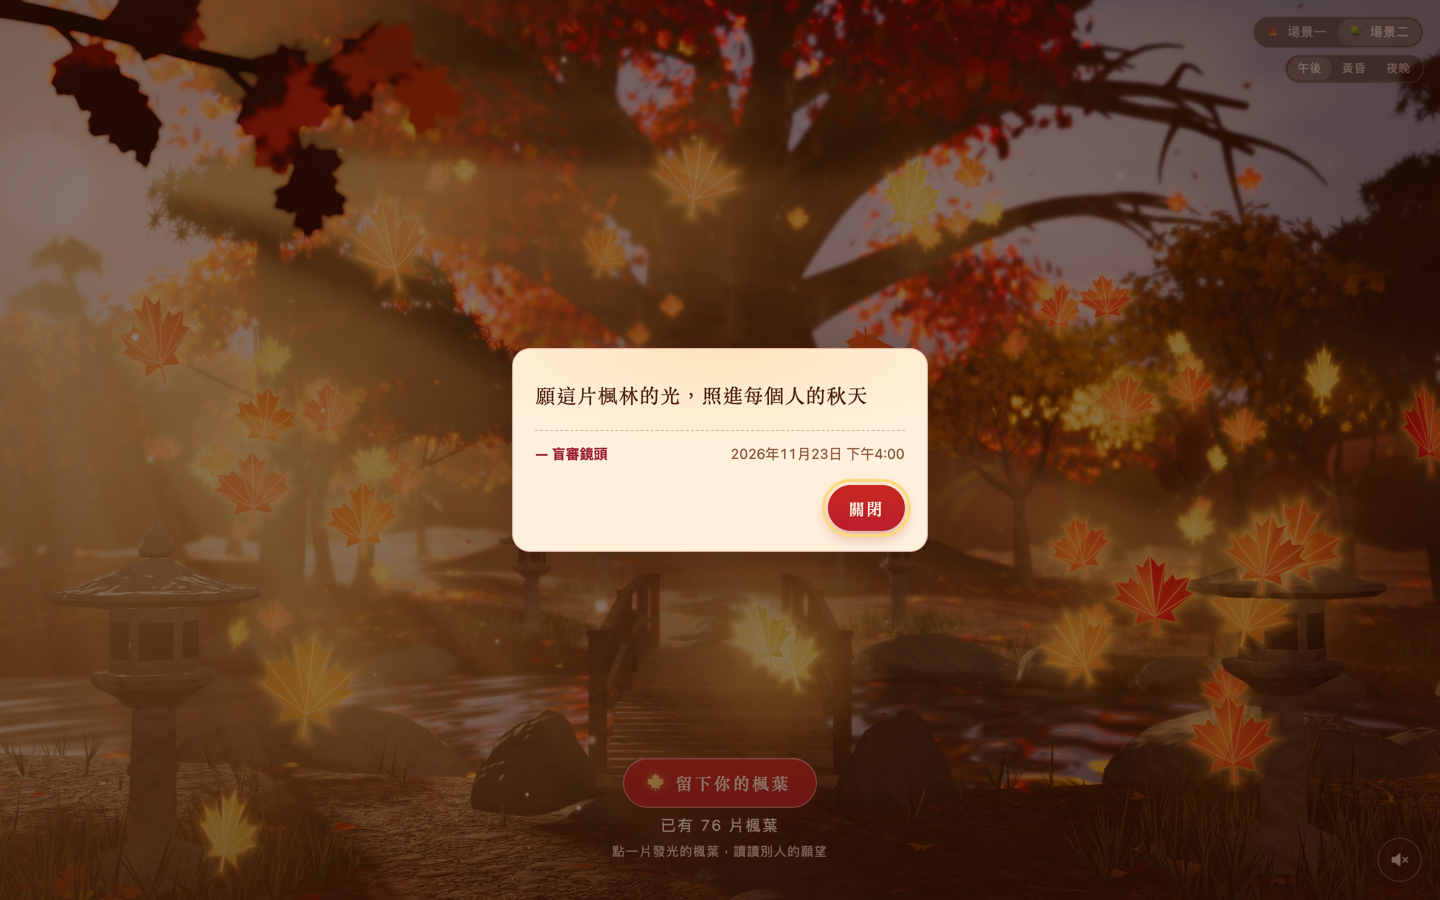 場景一
場景二
午後
黃昏
夜晚
願這片楓林的光，照進每個人的秋天
— 盲審鏡頭
2026年11月23日 下午4:00
關閉
留下你的楓葉
已有 76 片楓葉
點一片發光的楓葉，讀讀別人的願望